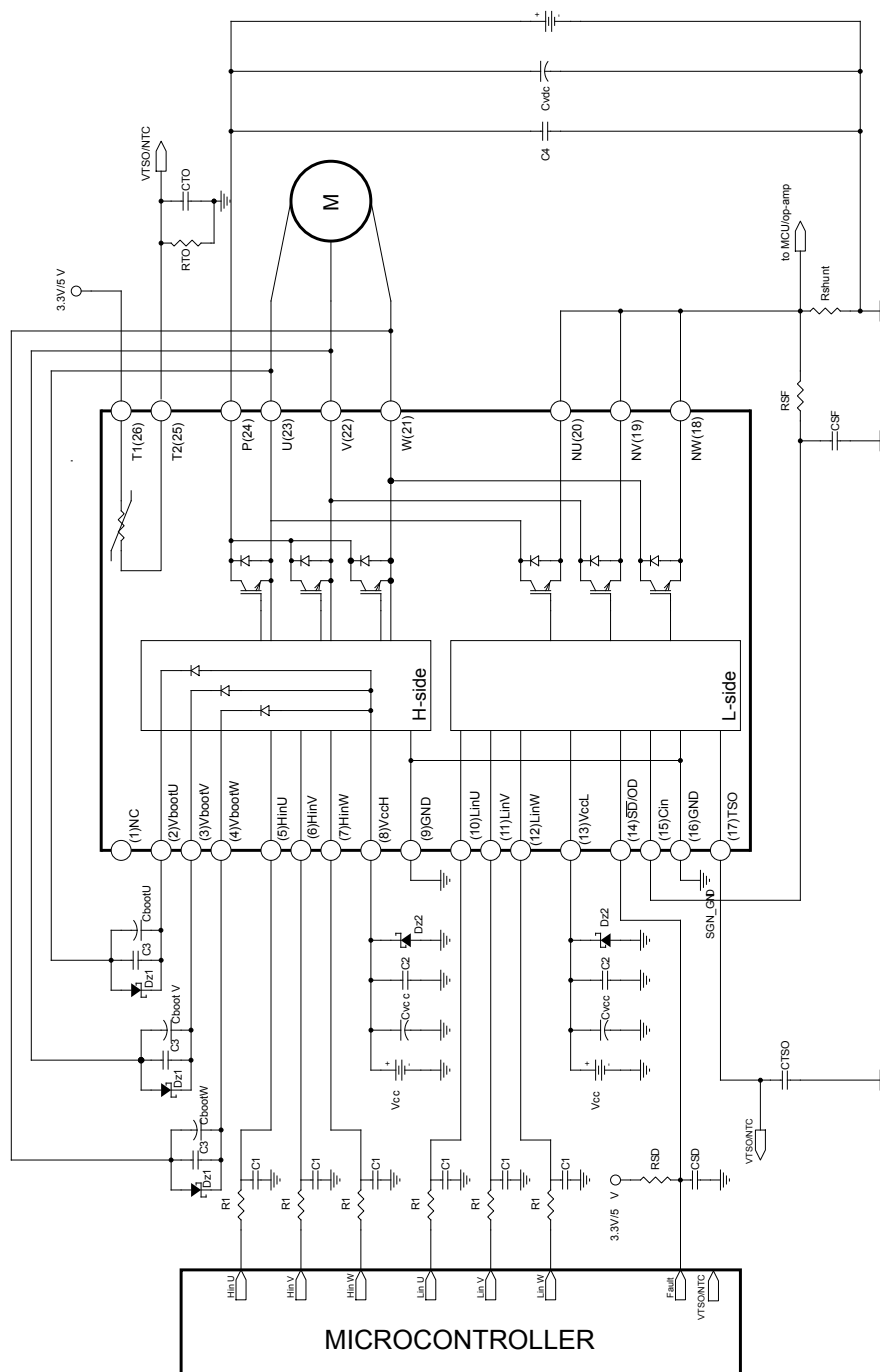 Cvdc
C4
VTSO/NTC
CTO
RTO
M
3.3V/5 V
to MCU/op-amp
Rshunt
RSF
CSF
T1(26)
T2(25)
P(24)
U(23)
V(22)
W(21)
NU(20)
NV(19)
NW(18)
H-side
L-side
(1)NC
(2)VbootU
(3)VbootV
(4)VbootW
(5)HinU
(6)HinV
(7)HinW
(8)VccH
(9)GND
(10)LinU
(11)LinV
(12)LinW
(13)VccL
(14)SD/OD
(15)Cin
(16)GND
(17)TSO
SGN_GND
CbootU
C3
Dz1
Cboot V
C3
Dz1
CbootW
C3
Dz1
Dz2
C2
Cvcc
Vcc
+
-
Dz2
C2
Cvcc
Vcc
+
-
CTSO
VTSO/NTC
R1
C1
R1
C1
R1
C1
R1
C1
R1
C1
R1
C1
3.3V/5 V
RSD
CSD
Hin U
Hin V
Hin W
Lin U
Lin V
Lin W
Fault
VTSO/NTC
MICROCONTROLLER
+
-